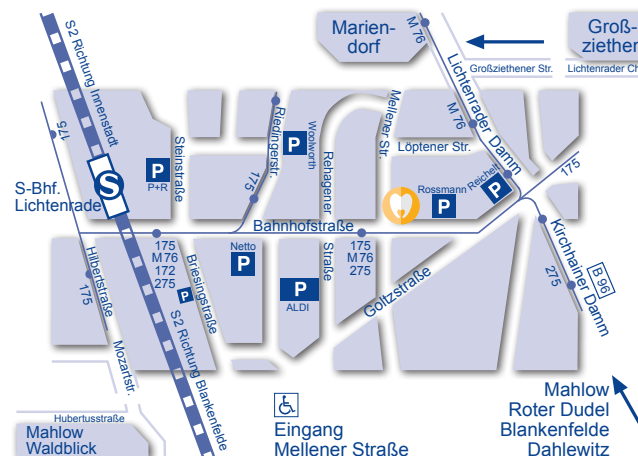 Marien-
dorf
M 76
Groß-
ziethen
Großziethener Str.
Lichtenrader Ch
S2 Richtung Innenstadt
Lichtenrader Damm
M 76
175
Steinstraße
P
P+R
Riedingerstr.
P
Woolworth
Rehagener
Mellener Str.
Löptener Str.
175
S-Bhf.
Lichtenrade
S
175
Rossmann
P
Reichelt
P
Bahnhofstraße
Hilbertstraße
175
175
M 76
172
275
Briesingstraße
P
Netto
P
P
ALDI
Straße
175
M 76
275
Goltzstraße
Kirchhainer Damm
275
B 96
Mozartstr.
S2 Richtung Blankenfelde
Hubertusstraße
Mahlow
Waldblick
Eingang
Mellener Straße
Mahlow
Roter Dudel
Blankenfelde
Dahlewitz